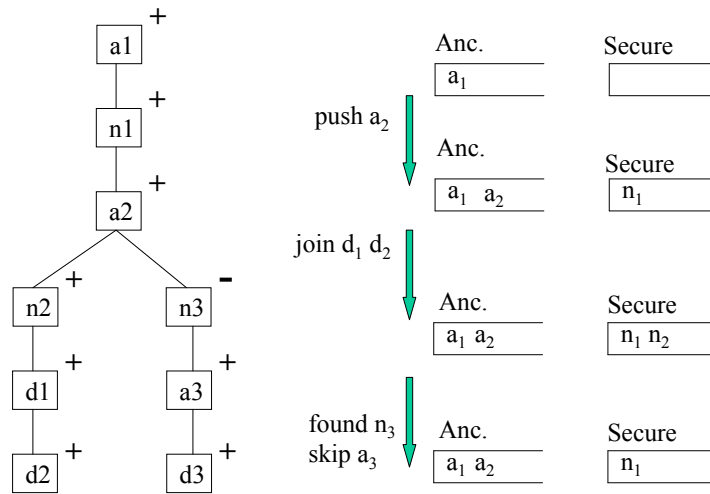 a1 +
n1 +
a2 +
n2 +
n3 -
d1 +
a3 +
d2 +
d3 +
Anc. Secure
a₁
push a₂
Anc. Secure
a₁ a₂ n₁
join d₁ d₂
Anc. Secure
a₁ a₂ n₁ n₂
found n₃
skip a₃
Anc. Secure
a₁ a₂ n₁